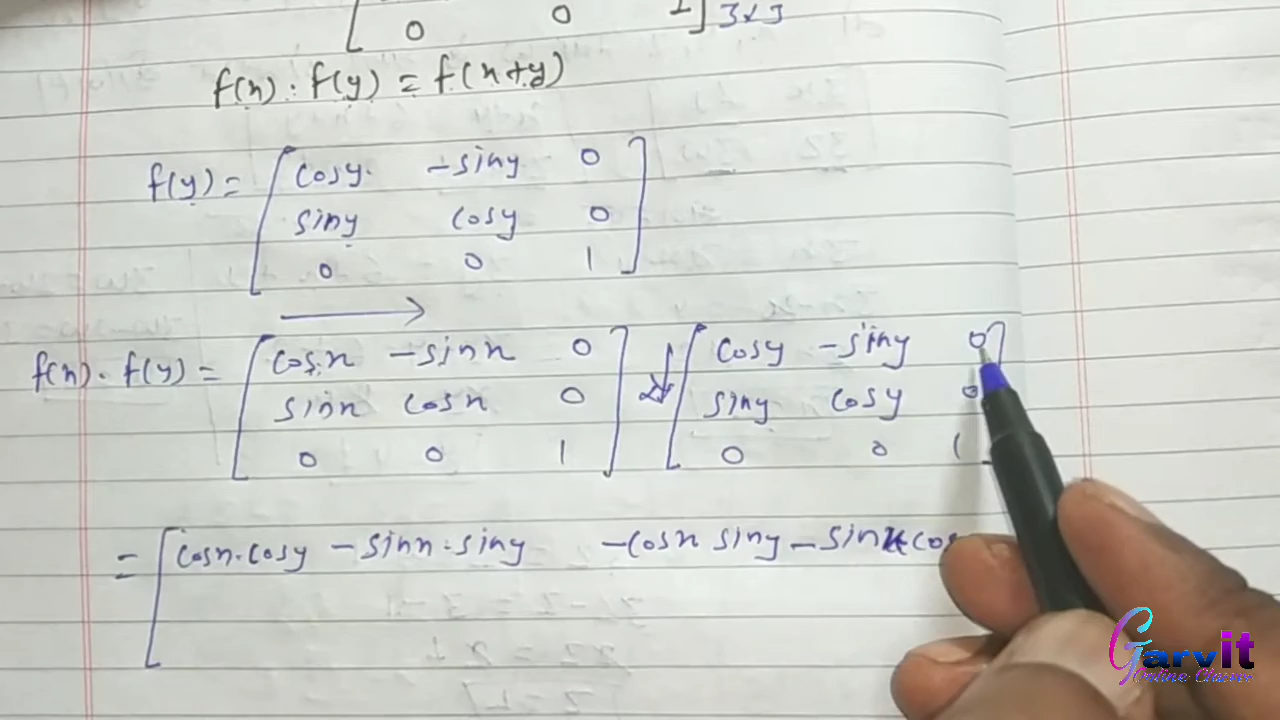 0 0 1 3x3
f(x) . f(y) = f(x+y)
f(y) = cosy -siny 0
siny cosy 0
0 0 1
f(x) . f(y) = cosx -sinx 0 cosy -siny 0
sinx cosx 0 siny cosy 0
0 0 1 0 0 1
= cosx.cosy - sinx.siny -cosx siny - sinx cos
Garvit
Online Classes